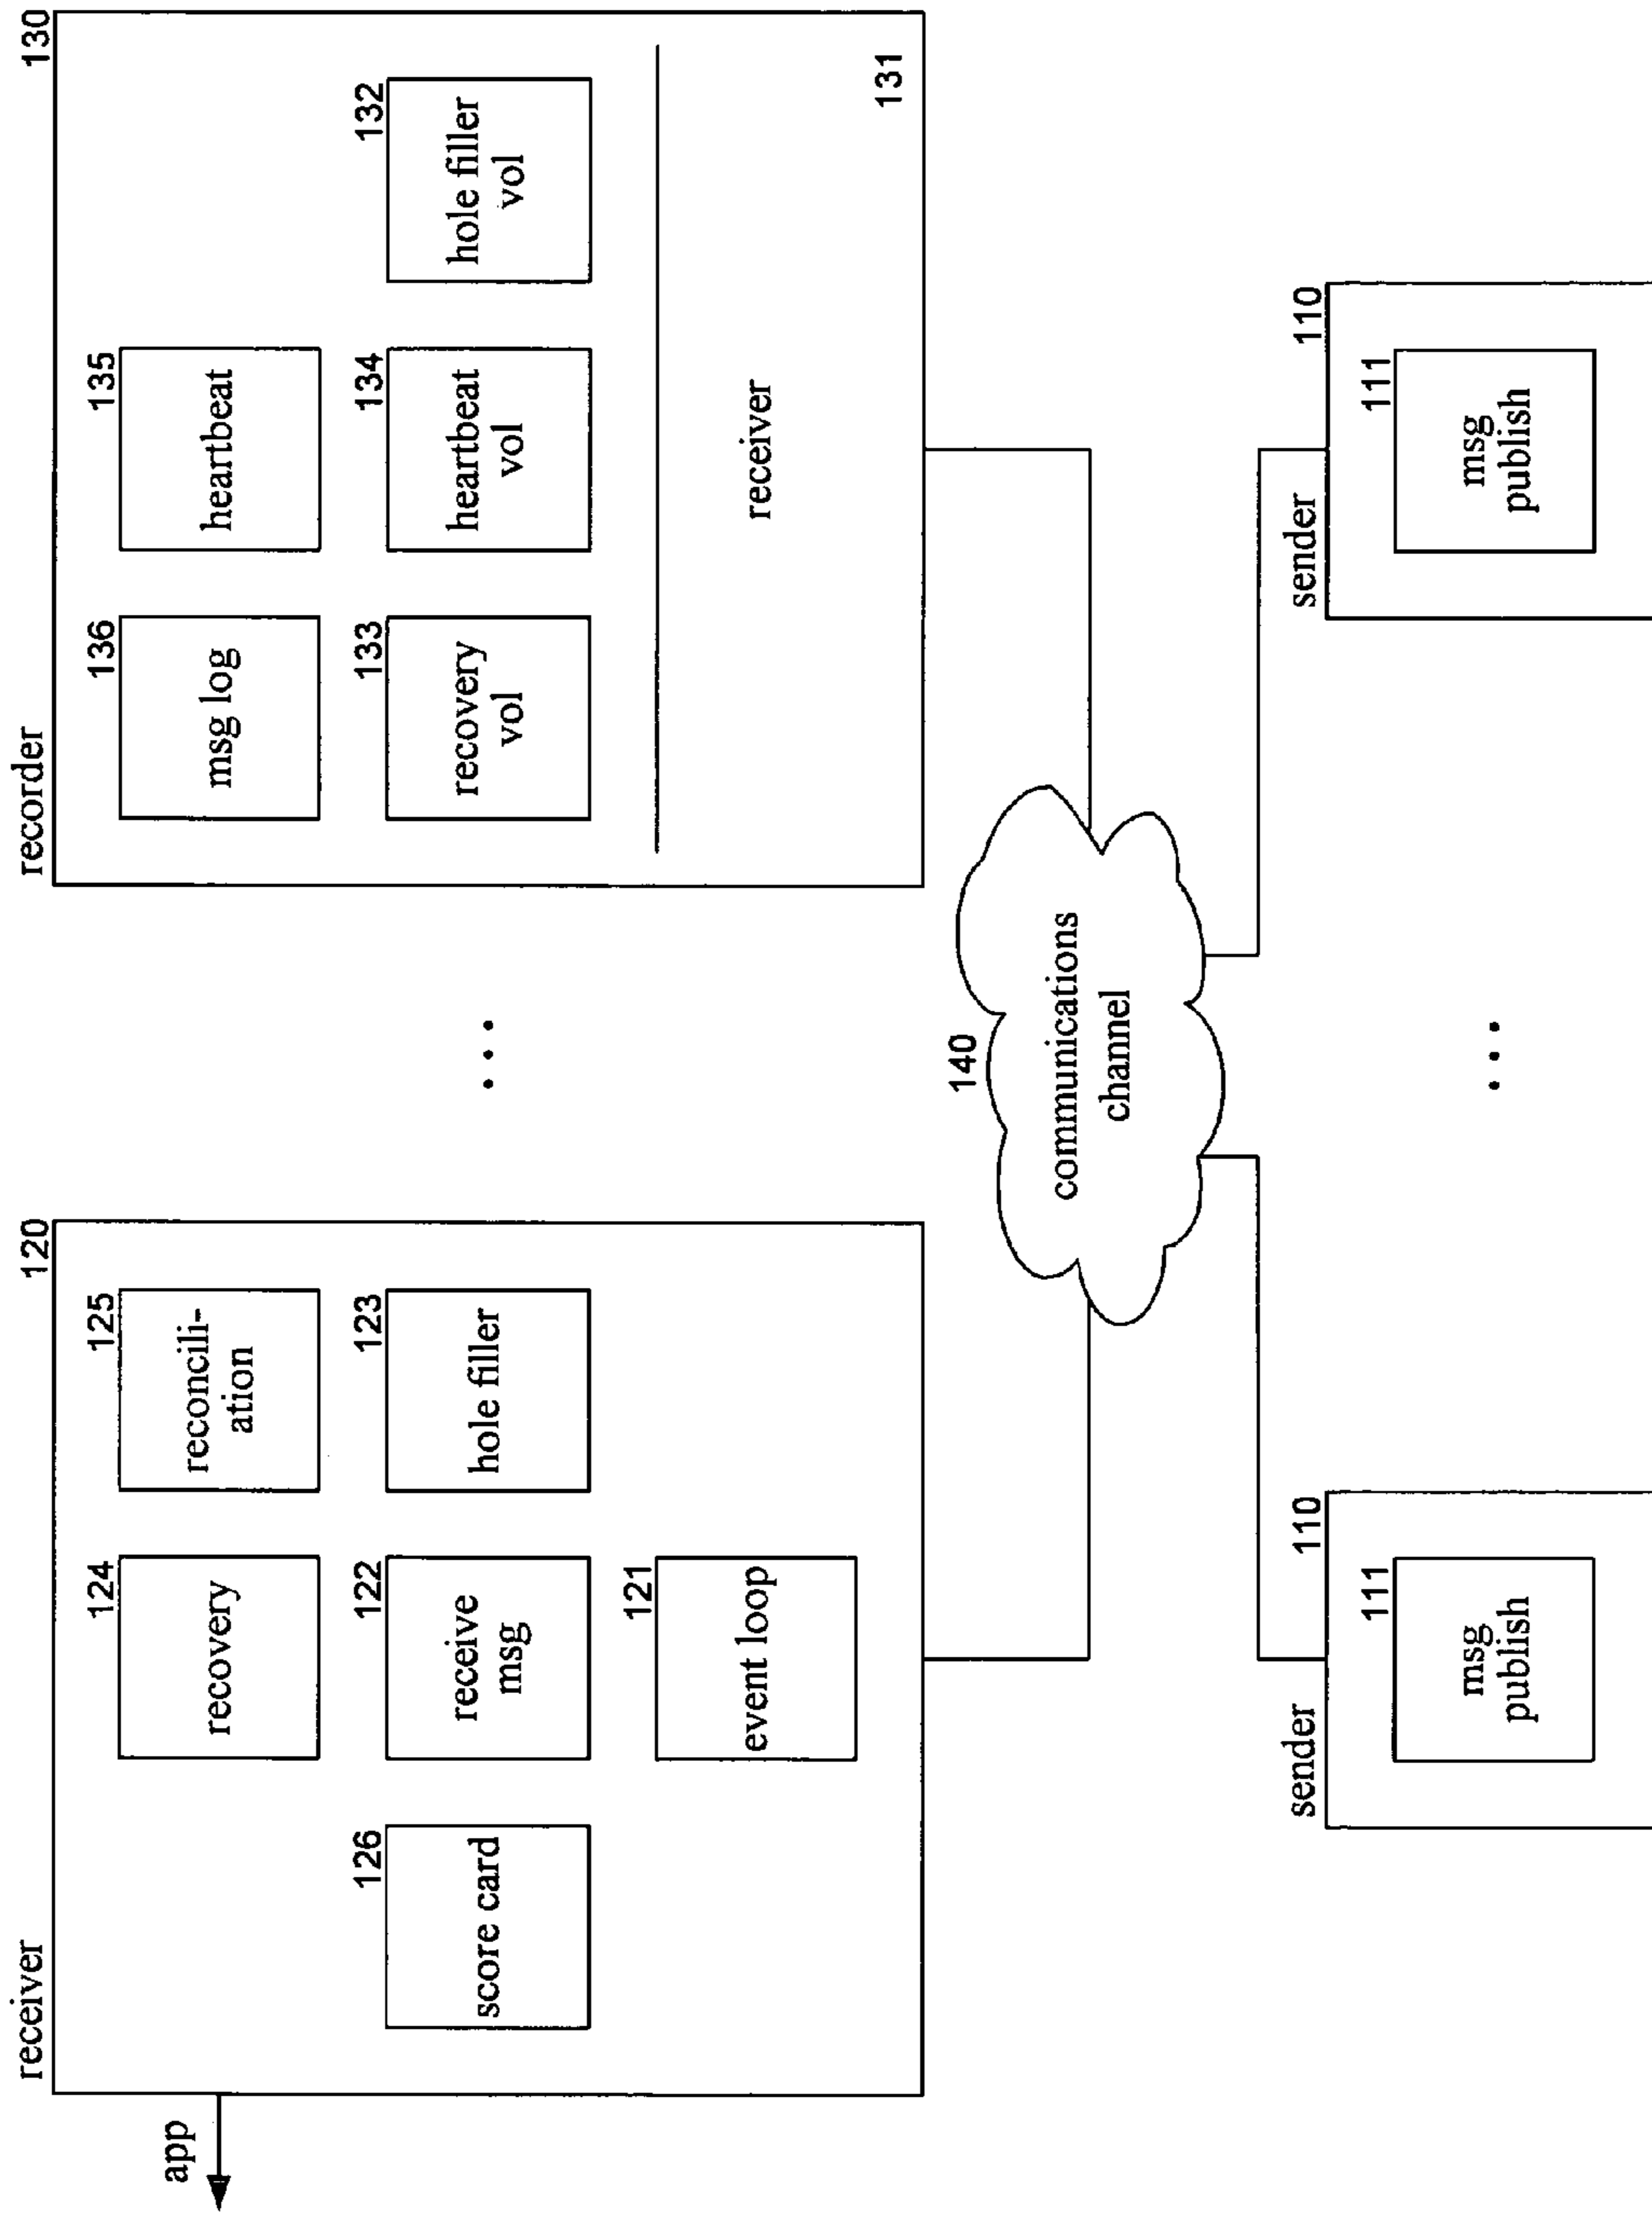 receiver
120
app
124
recovery
125
reconcili-
ation
126
score card
122
receive
msg
123
hole filler
121
event loop
recorder
130
136
msg log
135
heartbeat
133
recovery
vol
134
heartbeat
vol
132
hole filler
vol
receiver
131
...
140
communications
channel
sender
110
111
msg
publish
...
sender
110
111
msg
publish